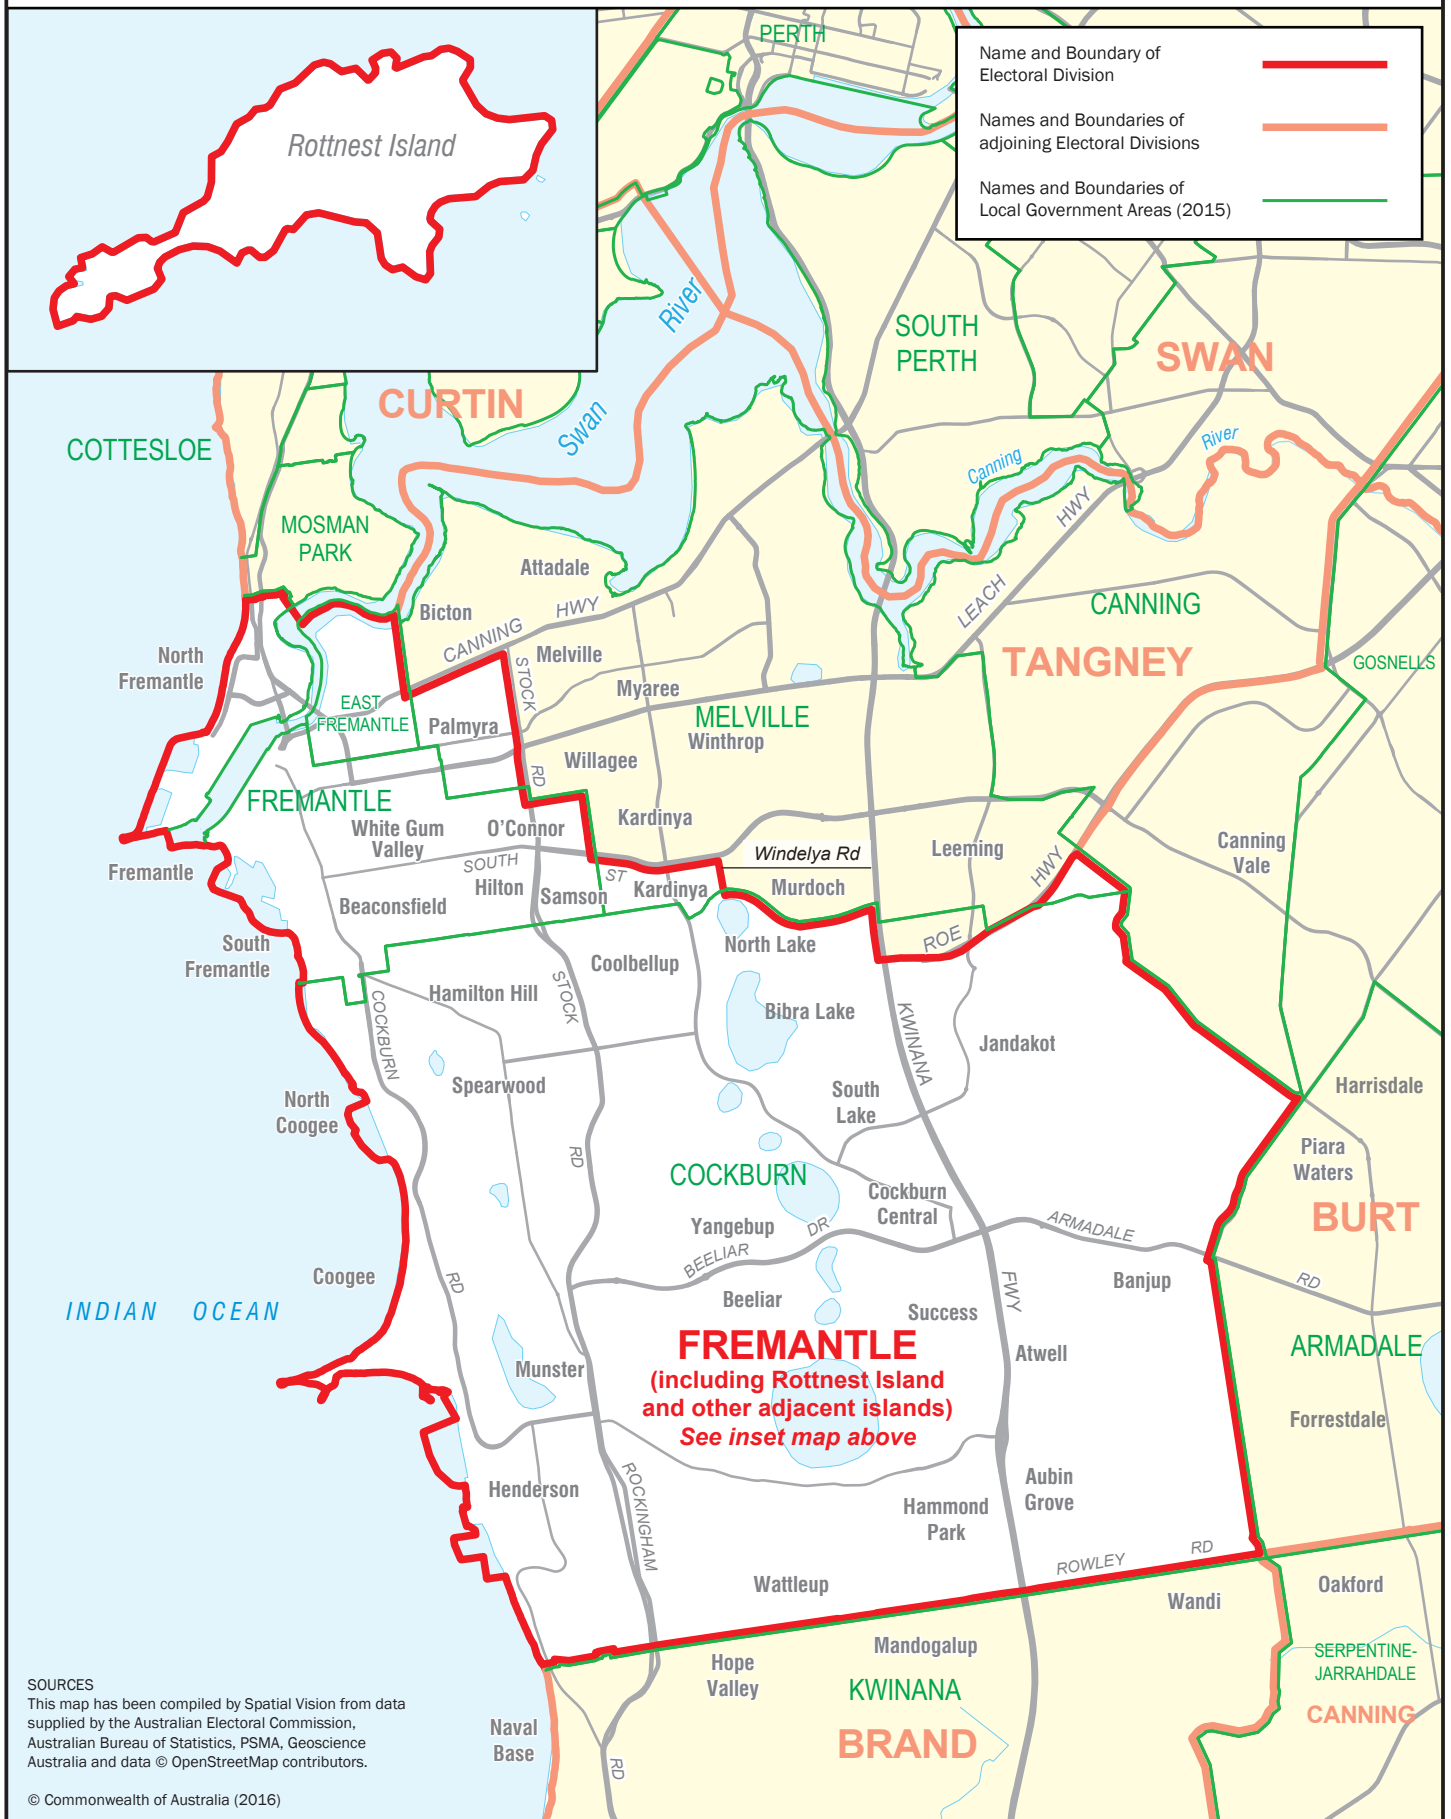 Rottnest Island
PERTH
Name and Boundary of
Electoral Division
Names and Boundaries of
adjoining Electoral Divisions
Names and Boundaries of
Local Government Areas (2015)
River
Swan
SOUTH
PERTH
SWAN
CURTIN
COTTESLOE
River
Canning
HWY
MOSMAN
PARK
Attadale
LEACH
CANNING
Bicton
HWY
CANNING
North
Fremantle
STOCK
Melville
TANGNEY
GOSNELLS
Myaree
EAST
FREMANTLE
Palmyra
MELVILLE
Winthrop
Willagee
RD
FREMANTLE
Kardinya
White Gum
Valley
O'Connor
Windelya Rd
Leeming
Canning
Vale
Fremantle
SOUTH
ST
HWY
Hilton
Samson
Kardinya
Murdoch
Beaconsfield
South
Fremantle
North Lake
ROE
Coolbellup
Hamilton Hill
STOCK
COCKBURN
Bibra Lake
KWINANA
Jandakot
Spearwood
South
Lake
Harrisdale
North
Coogee
RD
Piara
Waters
COCKBURN
Cockburn
Central
BURT
Yangebup
DR
ARMADALE
BEELIAR
Coogee
RD
FWY
Banjup
RD
INDIAN OCEAN
Beeliar
Success
FREMANTLE
(including Rottnest Island
and other adjacent islands)
See inset map above
Atwell
ARMADALE
Munster
Forrestdale
Henderson
ROCKINGHAM
Aubin
Grove
Hammond
Park
ROWLEY
RD
Wattleup
Wandi
Oakford
Mandogalup
Hope
Valley
SERPENTINE-
JARRAHDALE
KWINANA
CANNING
BRAND
Naval
Base
RD
SOURCES
This map has been compiled by Spatial Vision from data
supplied by the Australian Electoral Commission,
Australian Bureau of Statistics, PSMA, Geoscience
Australia and data © OpenStreetMap contributors.
© Commonwealth of Australia (2016)